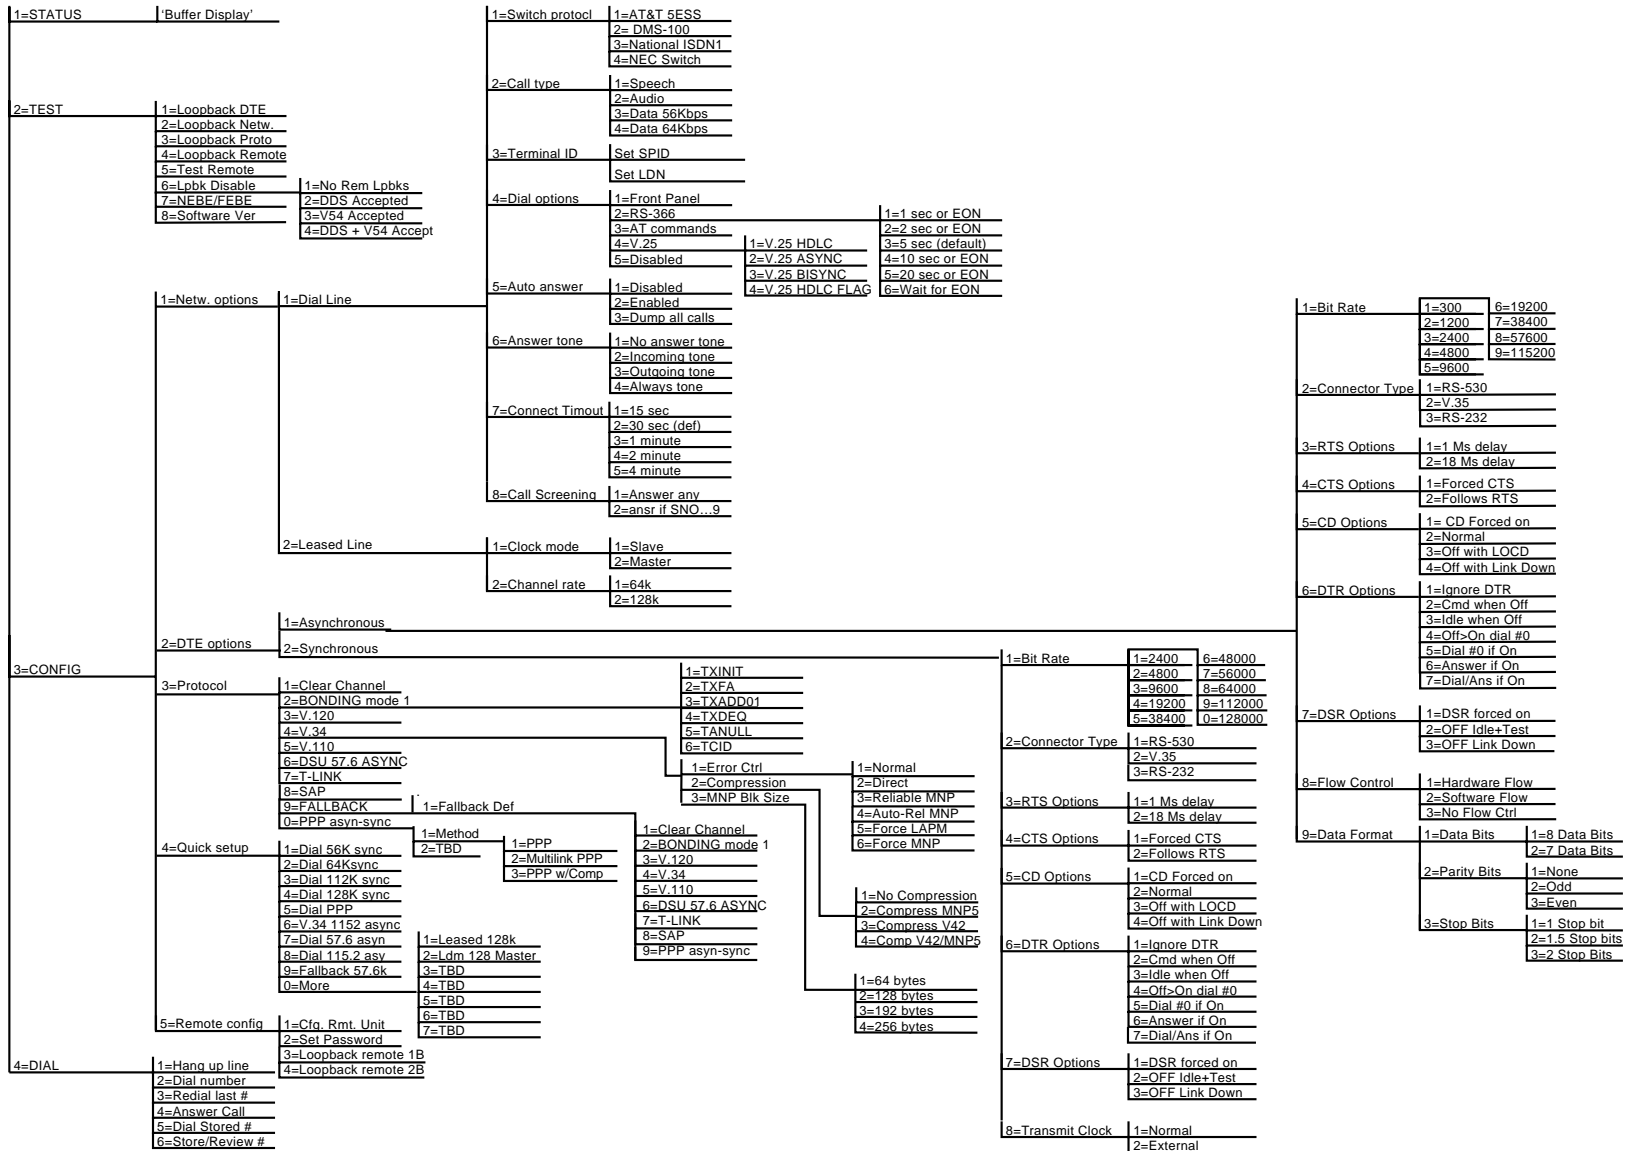 1=STATUS
'Buffer Display'
2=TEST
1=Loopback DTE
2=Loopback Netw.
3=Loopback Proto
4=Loopback Remote
5=Test Remote
6=Lpbk Disable
7=NEBE/FEBE
8=Software Ver
1=No Rem Lpbks
2=DDS Accepted
3=V54 Accepted
4=DDS + V54 Accept
3=CONFIG
1=Netw. options
1=Dial Line
1=Switch protocl
1=AT&T 5ESS
2= DMS-100
3=National ISDN1
4=NEC Switch
2=Call type
1=Speech
2=Audio
3=Data 56Kbps
4=Data 64Kbps
3=Terminal ID
Set SPID
Set LDN
4=Dial options
1=Front Panel
2=RS-366
3=AT commands
4=V.25
5=Disabled
1=V.25 HDLC
2=V.25 ASYNC
3=V.25 BISYNC
4=V.25 HDLC FLAG
1=1 sec or EON
2=2 sec or EON
3=5 sec (default)
4=10 sec or EON
5=20 sec or EON
6=Wait for EON
5=Auto answer
1=Disabled
2=Enabled
3=Dump all calls
6=Answer tone
1=No answer tone
2=Incoming tone
3=Outgoing tone
4=Always tone
7=Connect Timout
1=15 sec
2=30 sec (def)
3=1 minute
4=2 minute
5=4 minute
8=Call Screening
1=Answer any
2=ansr if SNO...9
2=Leased Line
1=Clock mode
1=Slave
2=Master
2=Channel rate
1=64k
2=128k
2=DTE options
1=Asynchronous
2=Synchronous
1=Bit Rate
1=300
2=1200
3=2400
4=4800
5=9600
6=19200
7=38400
8=57600
9=115200
2=Connector Type
1=RS-530
2=V.35
3=RS-232
3=RTS Options
1=1 Ms delay
2=18 Ms delay
4=CTS Options
1=Forced CTS
2=Follows RTS
5=CD Options
1= CD Forced on
2=Normal
3=Off with LOCD
4=Off with Link Down
6=DTR Options
1=Ignore DTR
2=Cmd when Off
3=Idle when Off
4=Off>On dial #0
5=Dial #0 if On
6=Answer if On
7=Dial/Ans if On
7=DSR Options
1=DSR forced on
2=OFF Idle+Test
3=OFF Link Down
8=Flow Control
1=Hardware Flow
2=Software Flow
3=No Flow Ctrl
9=Data Format
1=Data Bits
1=8 Data Bits
2=7 Data Bits
2=Parity Bits
1=None
2=Odd
3=Even
3=Stop Bits
1=1 Stop bit
2=1.5 Stop bits
3=2 Stop Bits
1=Bit Rate
1=2400
2=4800
3=9600
4=19200
5=38400
6=48000
7=56000
8=64000
9=112000
0=128000
2=Connector Type
1=RS-530
2=V.35
3=RS-232
3=RTS Options
1=1 Ms delay
2=18 Ms delay
4=CTS Options
1=Forced CTS
2=Follows RTS
5=CD Options
1=CD Forced on
2=Normal
3=Off with LOCD
4=Off with Link Down
6=DTR Options
1=Ignore DTR
2=Cmd when Off
3=Idle when Off
4=Off>On dial #0
5=Dial #0 if On
6=Answer if On
7=Dial/Ans if On
7=DSR Options
1=DSR forced on
2=OFF Idle+Test
3=OFF Link Down
8=Transmit Clock
1=Normal
2=External
3=Protocol
1=Clear Channel
2=BONDING mode 1
3=V.120
4=V.34
5=V.110
6=DSU 57.6 ASYNC
7=T-LINK
8=SAP
9=FALLBACK
0=PPP asyn-sync
1=TXINIT
2=TXFA
3=TXADD01
4=TXDEQ
5=TANULL
6=TCID
1=Error Ctrl
2=Compression
3=MNP Blk Size
1=Normal
2=Direct
3=Reliable MNP
4=Auto-Rel MNP
5=Force LAPM
6=Force MNP
1=No Compression
2=Compress MNP5
3=Compress V42
4=Comp V42/MNP5
1=64 bytes
2=128 bytes
3=192 bytes
4=256 bytes
1=Fallback Def
1=Clear Channel
2=BONDING mode 1
3=V.120
4=V.34
5=V.110
6=DSU 57.6 ASYNC
7=T-LINK
8=SAP
9=PPP asyn-sync
1=Method
2=TBD
1=PPP
2=Multilink PPP
3=PPP w/Comp
4=Quick setup
1=Dial 56K sync
2=Dial 64Ksync
3=Dial 112K sync
4=Dial 128K sync
5=Dial PPP
6=V.34 1152 async
7=Dial 57.6 asyn
8=Dial 115.2 asy
9=Fallback 57.6k
0=More
1=Leased 128k
2=Ldm 128 Master
3=TBD
4=TBD
5=TBD
6=TBD
7=TBD
5=Remote config
1=Cfg. Rmt. Unit
2=Set Password
3=Loopback remote 1B
4=Loopback remote 2B
4=DIAL
1=Hang up line
2=Dial number
3=Redial last #
4=Answer Call
5=Dial Stored #
6=Store/Review #